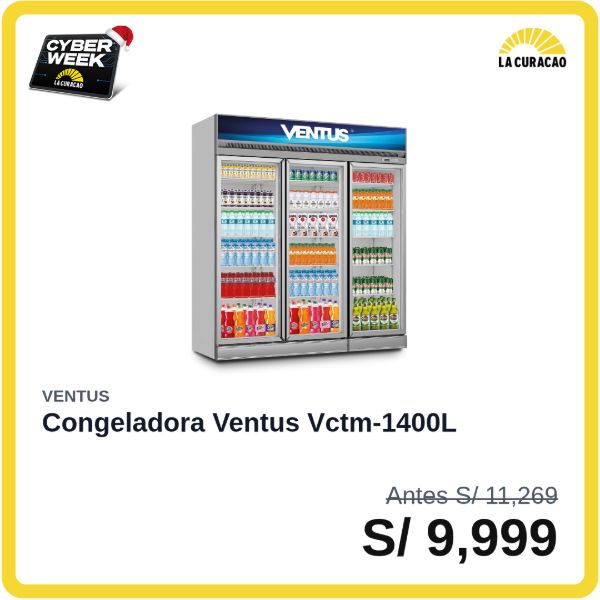 CYBER
WEEK
LA CURACAO
LA CURACAO
VENTUS
VENTUS
Congeladora Ventus Vctm-1400L
Antes S/ 11,269
S/ 9,999